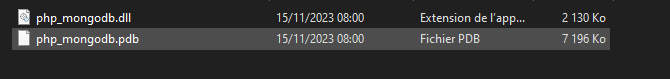 php_mongodb.dll 15/11/2023 08:00 Extension de l'app... 2 130 Ko
php_mongodb.pdb 15/11/2023 08:00 Fichier PDB 7 196 Ko